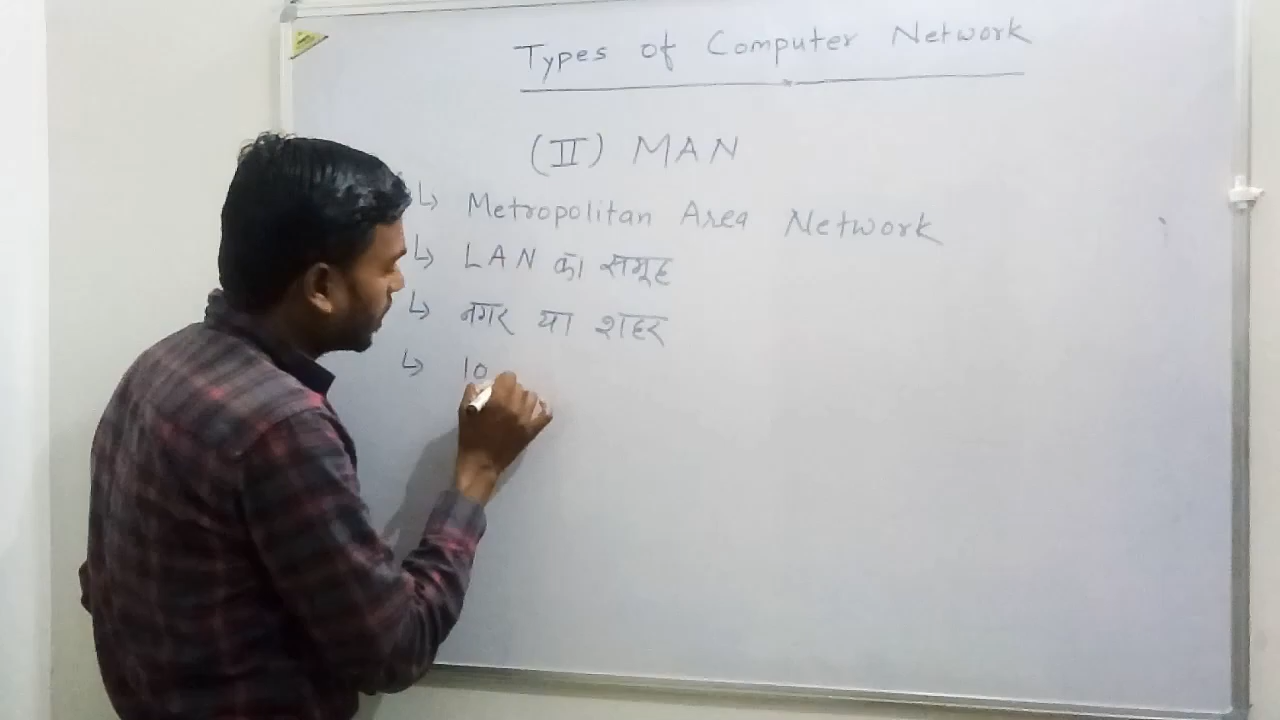 Types of Computer Network
(II) MAN
↳ Metropolitan Area Network
↳ LAN का समूह
↳ नगर या शहर
↳ 10